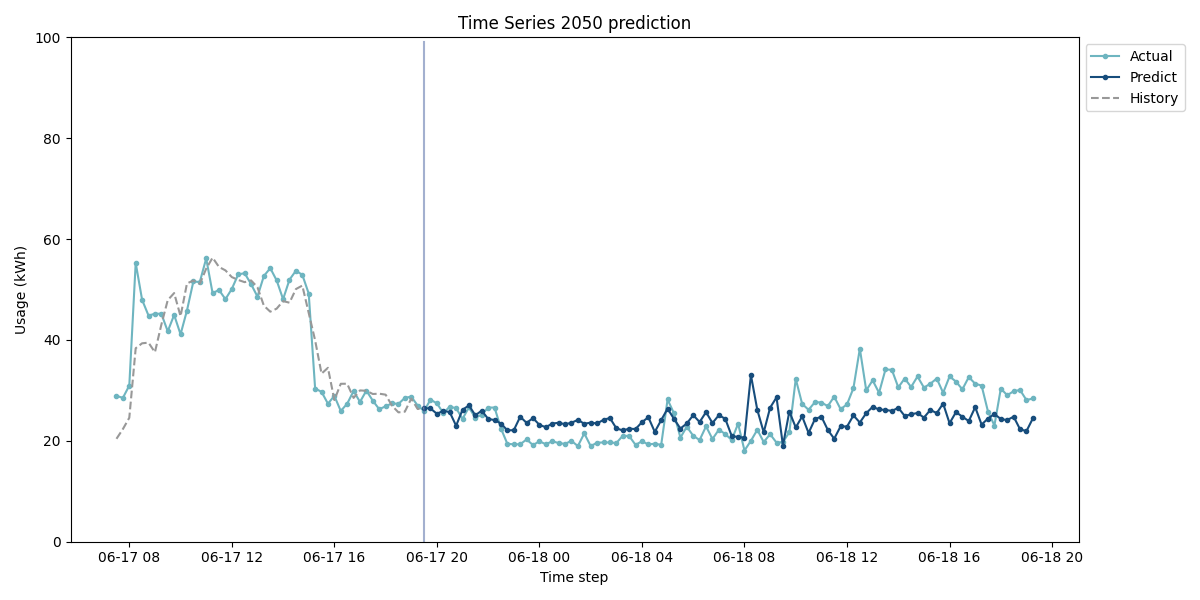 Time Series 2050 prediction
100
80
60
40
20
0
Usage (kWh)
06-17 08
06-17 12
06-17 16
06-17 20
06-18 00
06-18 04
06-18 08
06-18 12
06-18 16
06-18 20
Time step
Actual
Predict
History